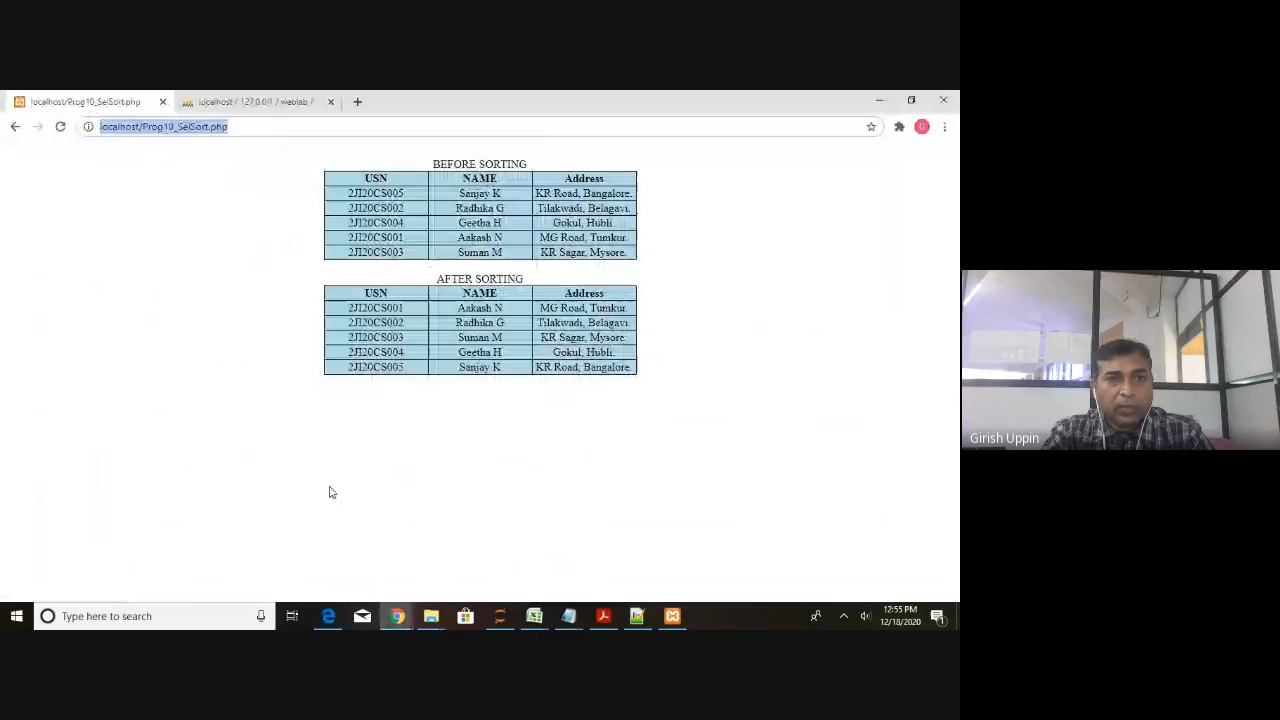 localhost/Prog10_SelSort.php
localhost / 127.0.0.1 / weblab /
localhost/Prog10_SelSort.php
G
BEFORE SORTING
USN NAME Address
2JI20CS005 Sanjay K KR Road, Bangalore.
2JI20CS002 Radhika G Tilakwadi, Belagavi.
2JI20CS004 Geetha H Gokul, Hubli.
2JI20CS001 Aakash N MG Road, Tumkur.
2JI20CS003 Suman M KR Sagar, Mysore.
AFTER SORTING
USN NAME Address
2JI20CS001 Aakash N MG Road, Tumkur.
2JI20CS002 Radhika G Tilakwadi, Belagavi.
2JI20CS003 Suman M KR Sagar, Mysore.
2JI20CS004 Geetha H Gokul, Hubli.
2JI20CS005 Sanjay K KR Road, Bangalore.
Girish Uppin
Type here to search
12:55 PM
12/18/2020
1